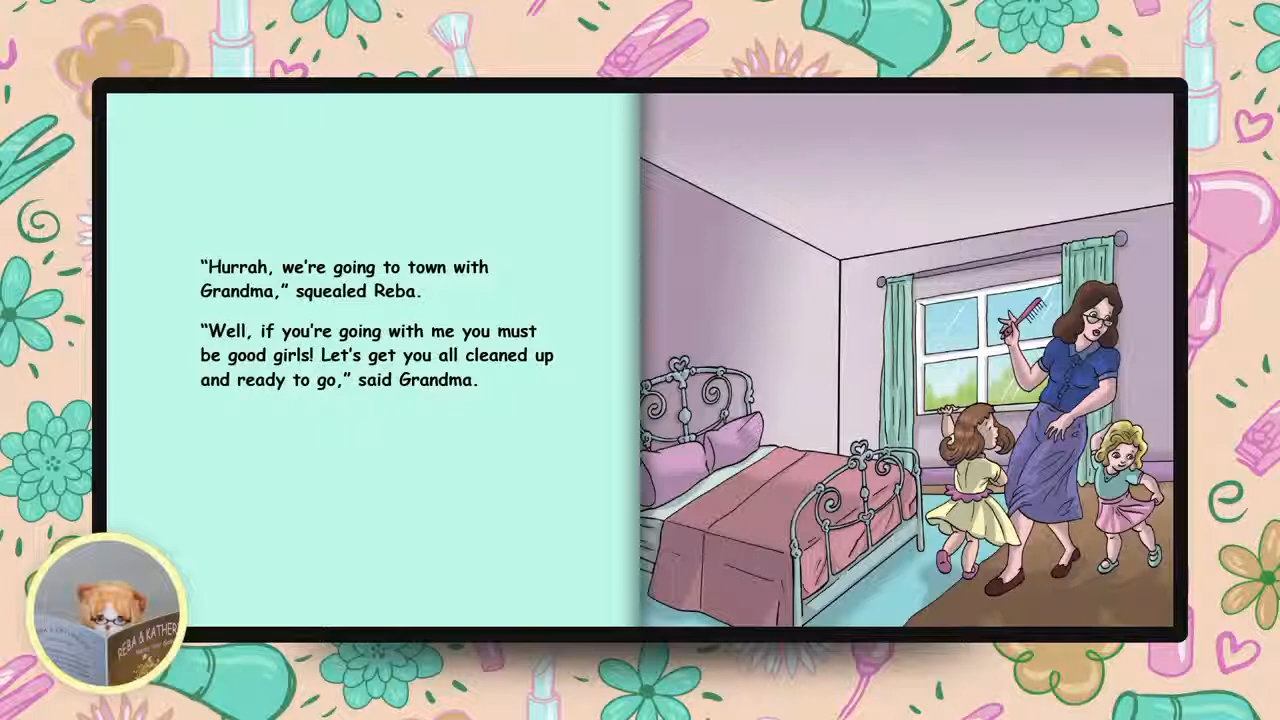 “Hurrah, we’re going to town with
Grandma,” squealed Reba.
“Well, if you’re going with me you must
be good girls! Let’s get you all cleaned up
and ready to go,” said Grandma.
REBA & KATHER